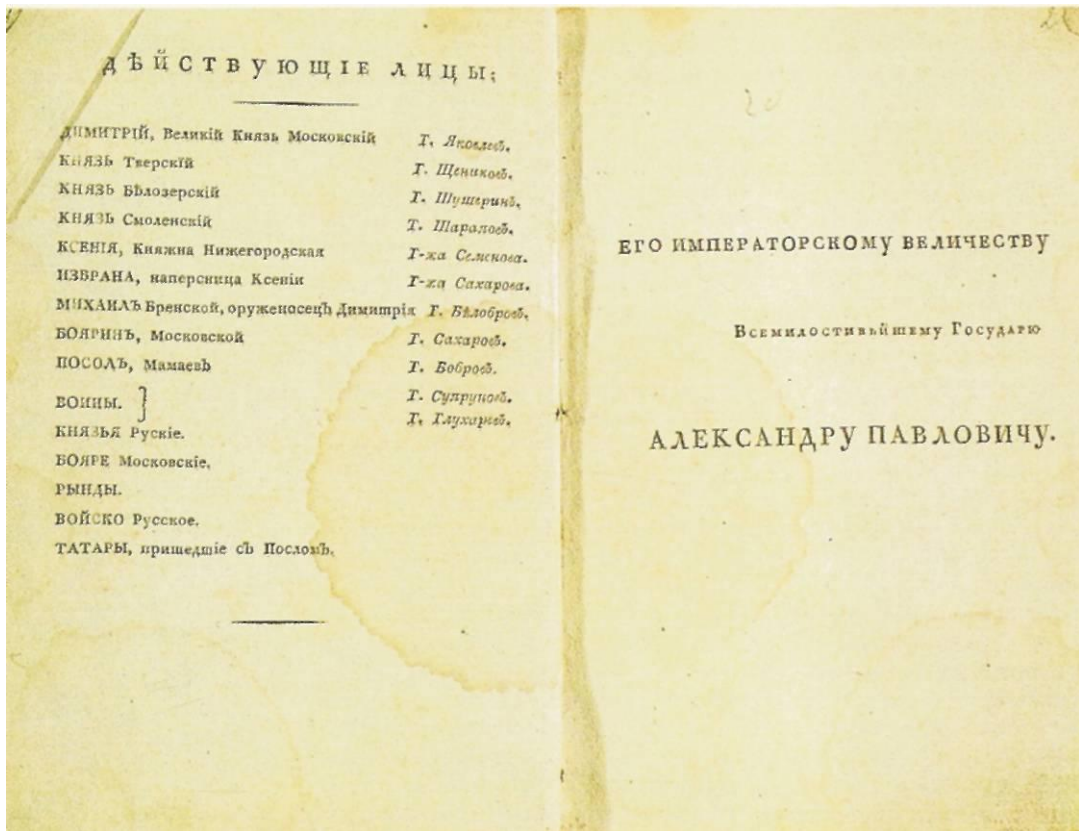 ДѢЙСТВУЮЩІЕ ЛИЦЫ:
ДИМИТРІЙ, Великій Князь Московскій Г. Яковлевъ.
КНЯЗЬ Тверскій Г. Щениковъ.
КНЯЗЬ Бѣлозерскій Г. Шушеринъ.
КНЯЗЬ Смоленскій Г. Шараповъ.
КСЕНІЯ, Княжна Нижегородская Г-жа Семенова.
ИЗБРАНА, наперсница Ксеніи Г-жа Сахарова.
МИХАИЛЪ Бренской, оруженосецъ Димитрія Г. Бѣлобровъ.
БОЯРИНЪ, Московской Г. Сахаровъ.
ПОСОЛЪ, Мамаевъ Г. Бобровъ.
ВОИНЫ. } Г. Супруновъ.
Г. Глухаревъ.
КНЯЗЬЯ Рускіе.
БОЯРЕ Московскіе.
РЫНДЫ.
ВОЙСКО Русское.
ТАТАРЫ, пришедшіе съ Посломъ.
ЕГО ИМПЕРАТОРСКОМУ ВЕЛИЧЕСТВУ
Всемилостивѣйшему Государю
АЛЕКСАНДРУ ПАВЛОВИЧУ.